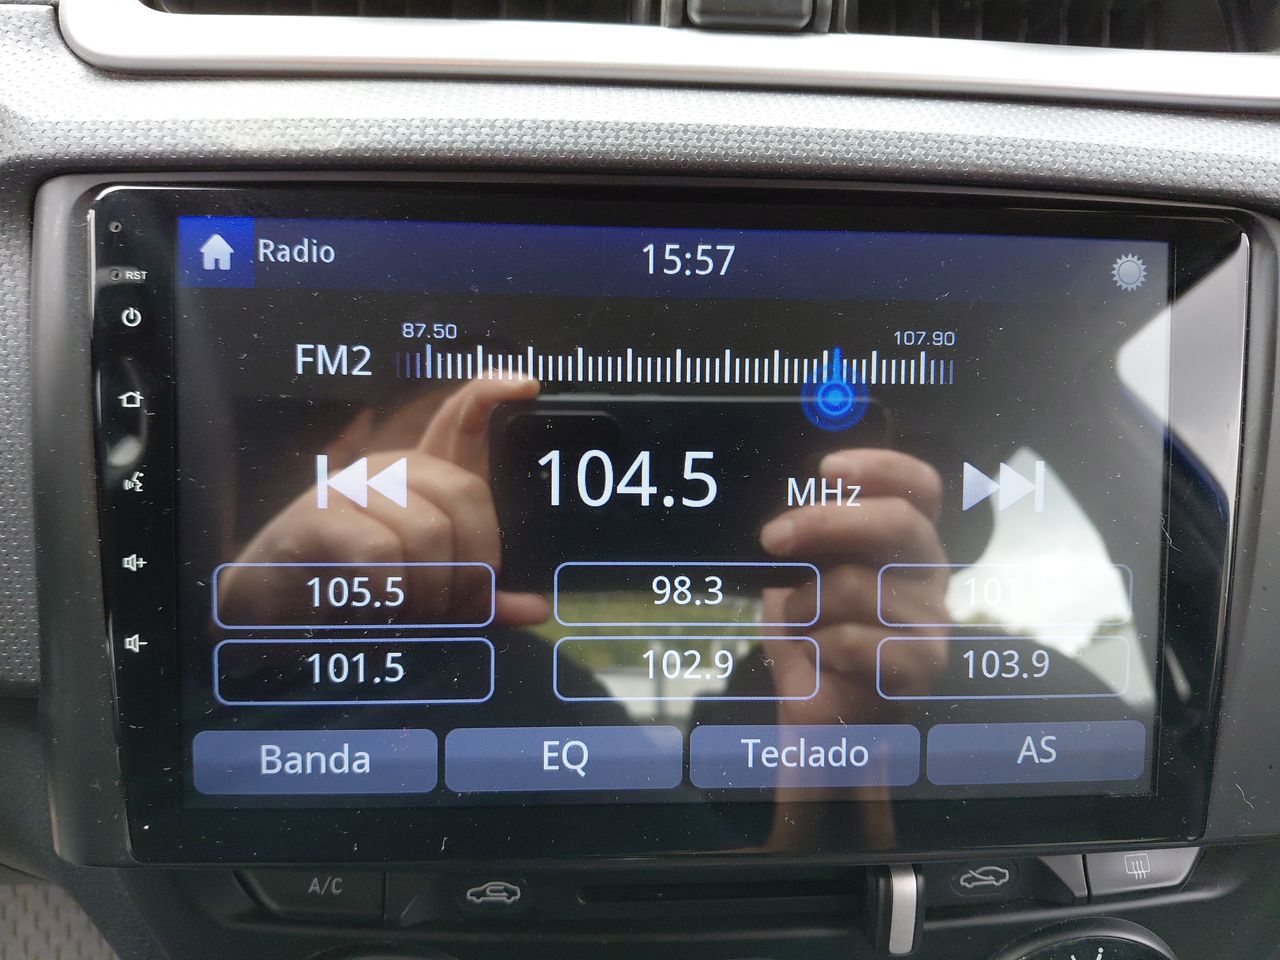 RST
Radio
15:57
87.50
107.90
FM2
104.5 MHz
105.5
98.3
101.5
102.9
103.9
Banda
EQ
Teclado
AS
A/C